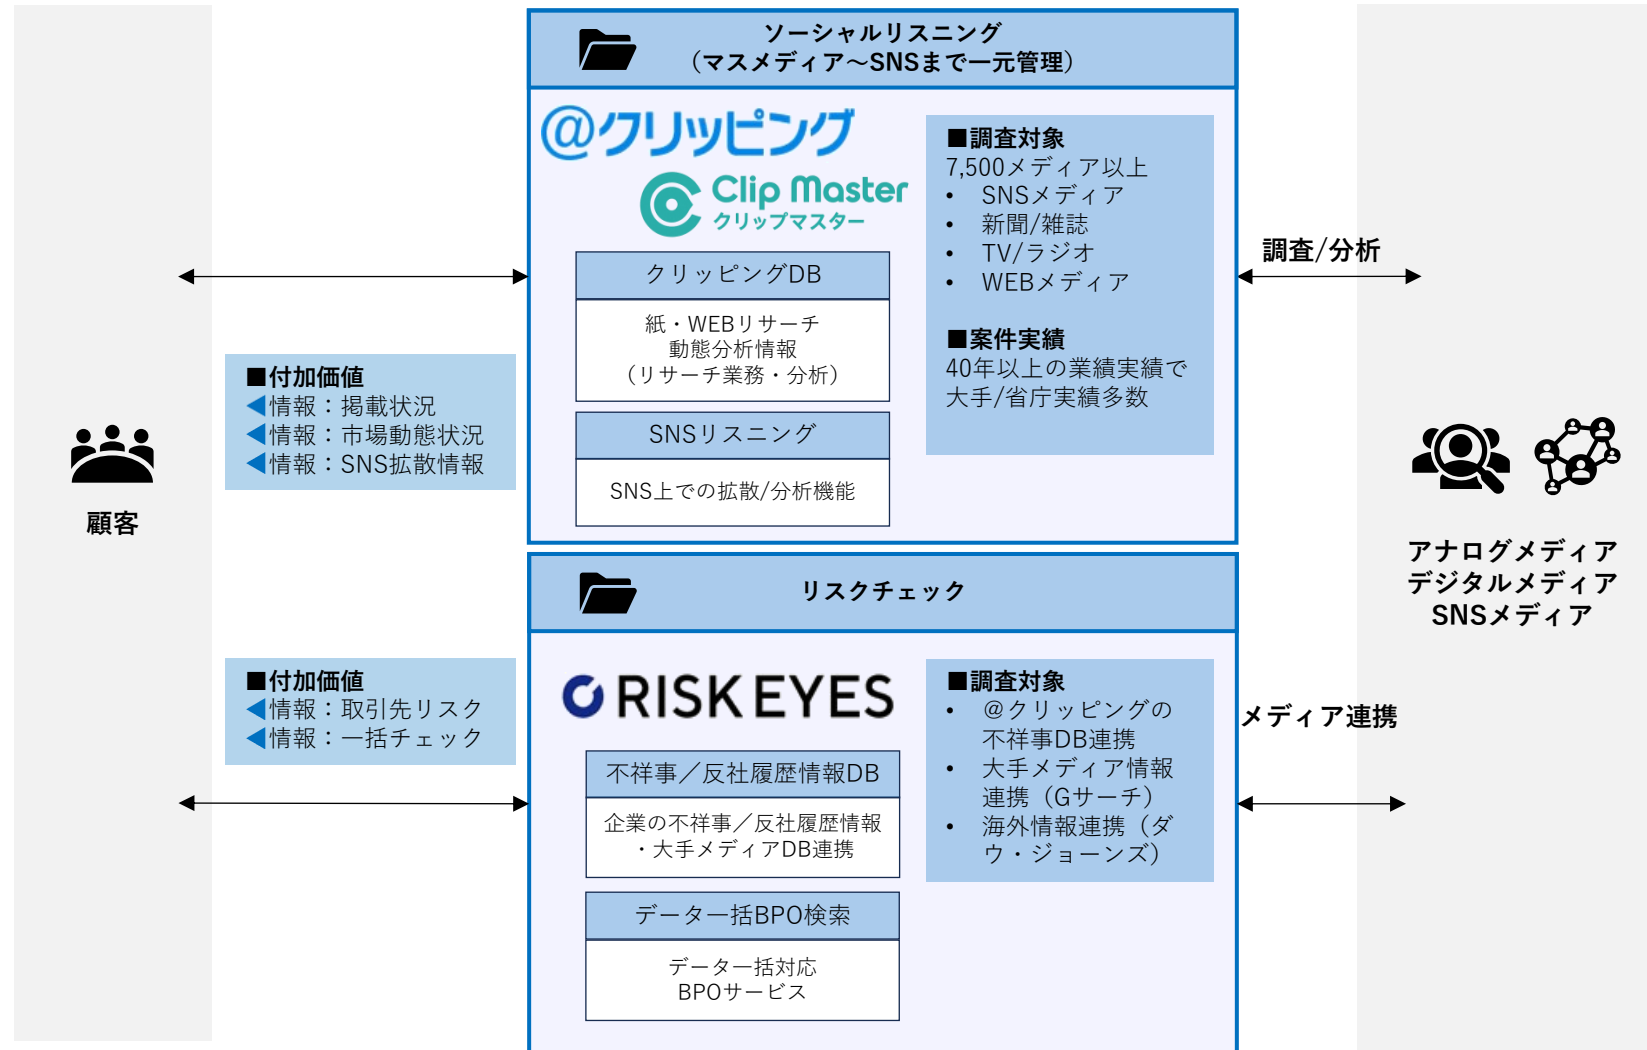 ソーシャルリスニング
(マスメディア～SNSまで一元管理)
@クリッピング
Clip Master
クリップマスター
クリッピングDB
紙・WEBリサーチ
動態分析情報
(リサーチ業務・分析)
SNSリスニング
SNS上での拡散/分析機能
■調査対象
7,500メディア以上
• SNSメディア
• 新聞/雑誌
• TV/ラジオ
• WEBメディア
■案件実績
40年以上の業績実績で
大手/省庁実績多数
調査/分析
■付加価値
◀情報：掲載状況
◀情報：市場動態状況
◀情報：SNS拡散情報
顧客
アナログメディア
デジタルメディア
SNSメディア
リスクチェック
RISK EYES
不祥事／反社履歴情報DB
企業の不祥事／反社履歴情報
・大手メディアDB連携
データ一括BPO検索
データ一括対応
BPOサービス
■調査対象
• @クリッピングの
不祥事DB連携
• 大手メディア情報
連携（Gサーチ）
• 海外情報連携（ダ
ウ・ジョーンズ）
メディア連携
■付加価値
◀情報：取引先リスク
◀情報：一括チェック